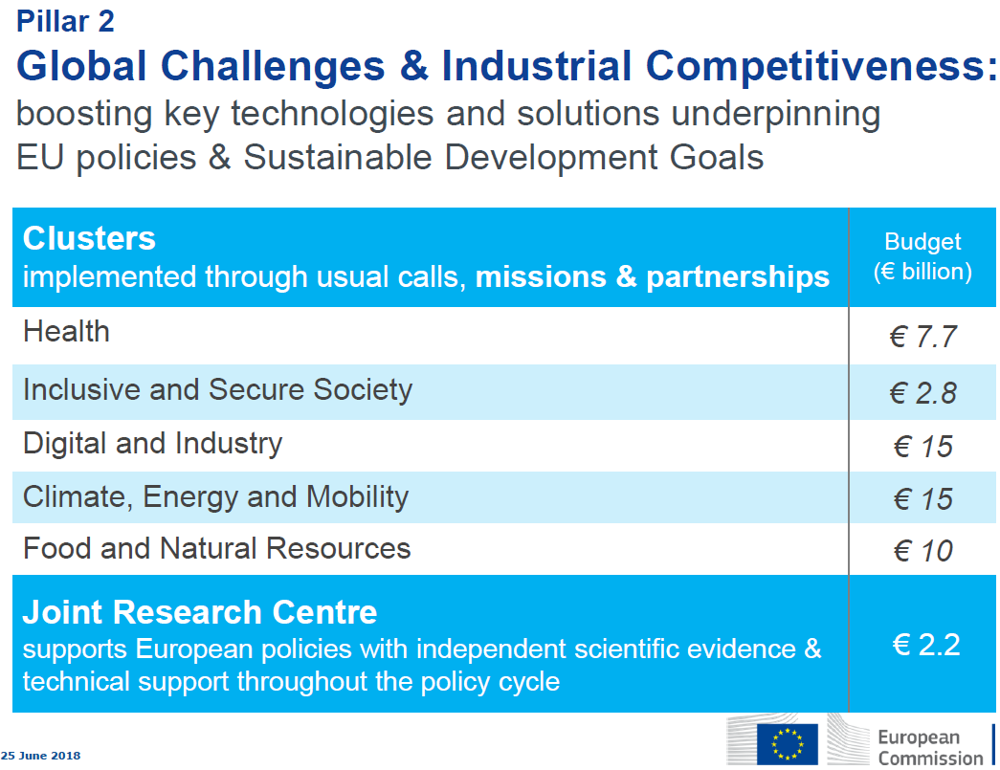 Pillar 2
Global Challenges & Industrial Competitiveness:
boosting key technologies and solutions underpinning
EU policies & Sustainable Development Goals
Clusters
implemented through usual calls, missions & partnerships
Budget
(€ billion)
Health
€ 7.7
Inclusive and Secure Society
€ 2.8
Digital and Industry
€ 15
Climate, Energy and Mobility
€ 15
Food and Natural Resources
€ 10
Joint Research Centre
supports European policies with independent scientific evidence &
technical support throughout the policy cycle
€ 2.2
25 June 2018
European
Commission